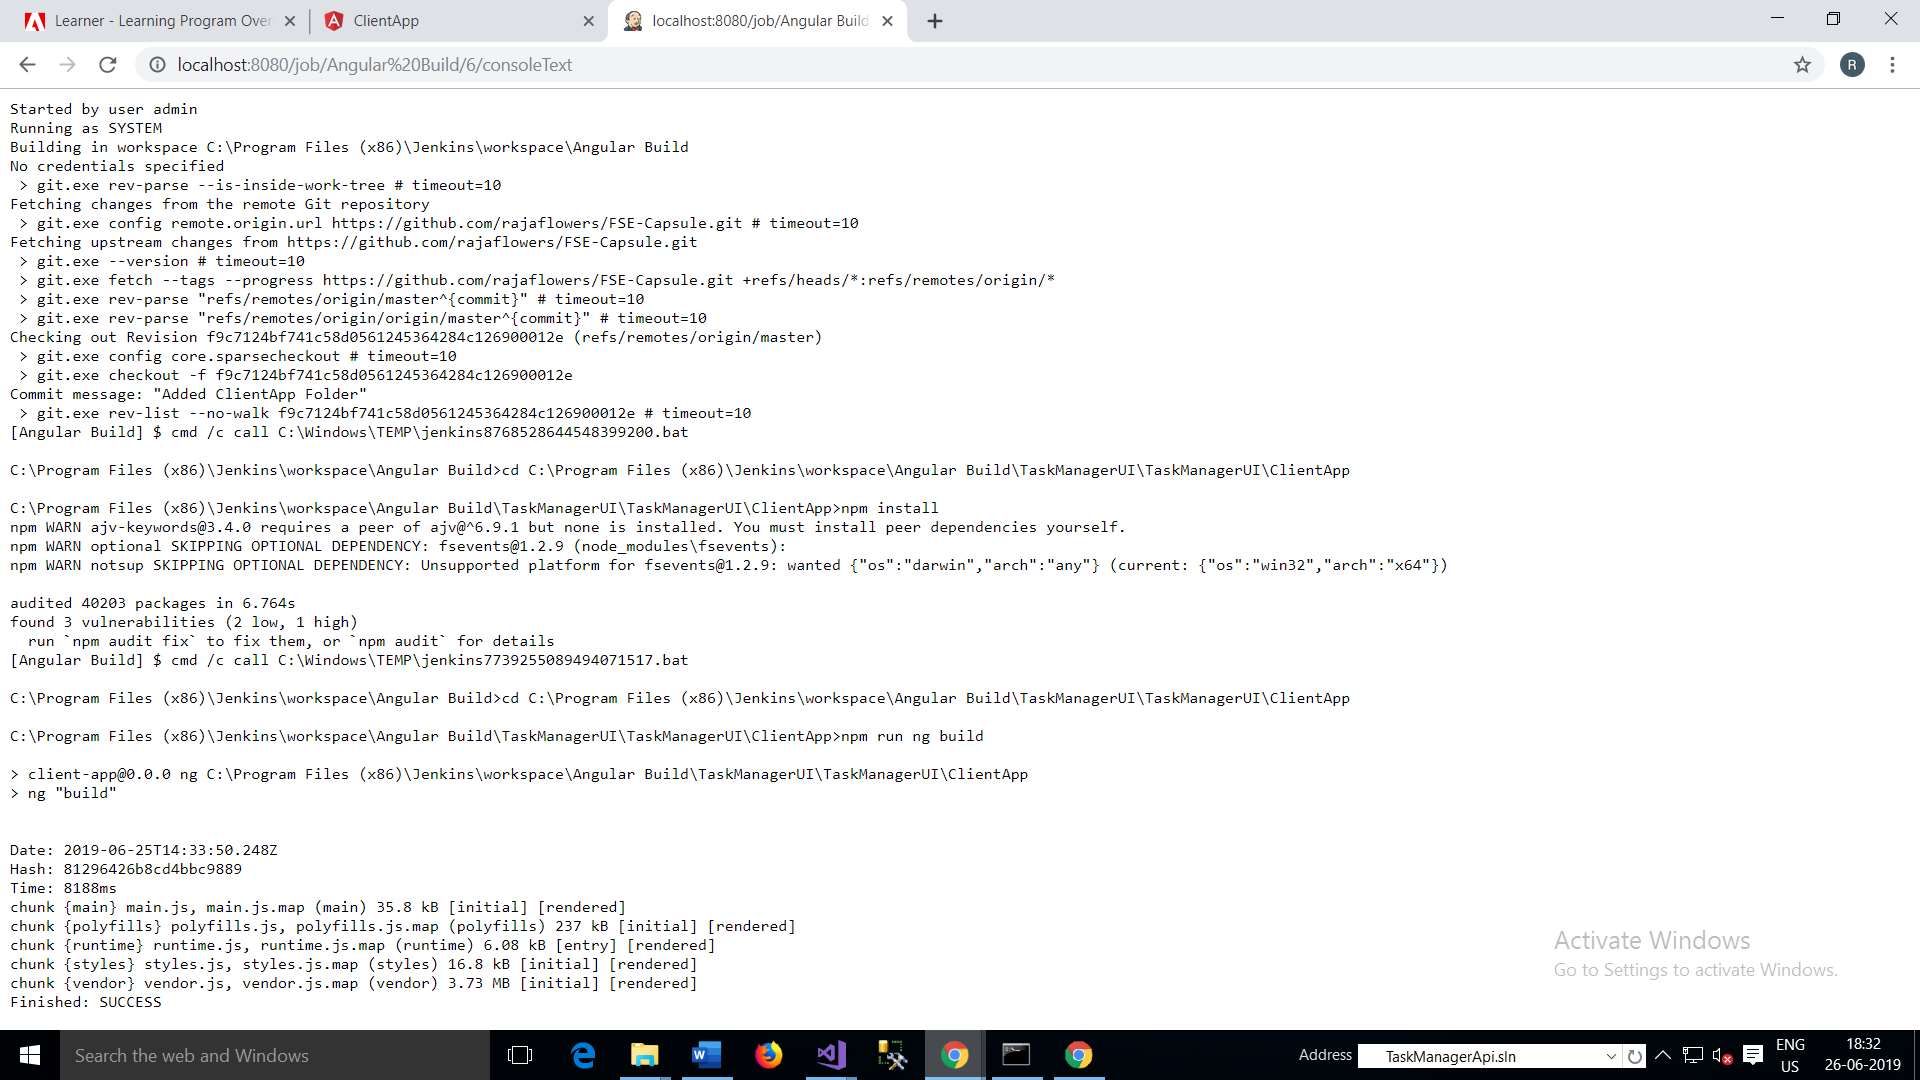 Learner - Learning Program Over
ClientApp
localhost:8080/job/Angular Build
localhost:8080/job/Angular%20Build/6/consoleText
R
Started by user admin
Running as SYSTEM
Building in workspace C:\Program Files (x86)\Jenkins\workspace\Angular Build
No credentials specified
 > git.exe rev-parse --is-inside-work-tree # timeout=10
Fetching changes from the remote Git repository
 > git.exe config remote.origin.url https://github.com/rajaflowers/FSE-Capsule.git # timeout=10
Fetching upstream changes from https://github.com/rajaflowers/FSE-Capsule.git
 > git.exe --version # timeout=10
 > git.exe fetch --tags --progress https://github.com/rajaflowers/FSE-Capsule.git +refs/heads/*:refs/remotes/origin/*
 > git.exe rev-parse "refs/remotes/origin/master^{commit}" # timeout=10
 > git.exe rev-parse "refs/remotes/origin/origin/master^{commit}" # timeout=10
Checking out Revision f9c7124bf741c58d0561245364284c126900012e (refs/remotes/origin/master)
 > git.exe config core.sparsecheckout # timeout=10
 > git.exe checkout -f f9c7124bf741c58d0561245364284c126900012e
Commit message: "Added ClientApp Folder"
 > git.exe rev-list --no-walk f9c7124bf741c58d0561245364284c126900012e # timeout=10
[Angular Build] $ cmd /c call C:\Windows\TEMP\jenkins8768528644548399200.bat
C:\Program Files (x86)\Jenkins\workspace\Angular Build>cd C:\Program Files (x86)\Jenkins\workspace\Angular Build\TaskManagerUI\TaskManagerUI\ClientApp
C:\Program Files (x86)\Jenkins\workspace\Angular Build\TaskManagerUI\TaskManagerUI\ClientApp>npm install
npm WARN ajv-keywords@3.4.0 requires a peer of ajv@^6.9.1 but none is installed. You must install peer dependencies yourself.
npm WARN optional SKIPPING OPTIONAL DEPENDENCY: fsevents@1.2.9 (node_modules\fsevents):
npm WARN notsup SKIPPING OPTIONAL DEPENDENCY: Unsupported platform for fsevents@1.2.9: wanted {"os":"darwin","arch":"any"} (current: {"os":"win32","arch":"x64"})
audited 40203 packages in 6.764s
found 3 vulnerabilities (2 low, 1 high)
  run `npm audit fix` to fix them, or `npm audit` for details
[Angular Build] $ cmd /c call C:\Windows\TEMP\jenkins7739255089494071517.bat
C:\Program Files (x86)\Jenkins\workspace\Angular Build>cd C:\Program Files (x86)\Jenkins\workspace\Angular Build\TaskManagerUI\TaskManagerUI\ClientApp
C:\Program Files (x86)\Jenkins\workspace\Angular Build\TaskManagerUI\TaskManagerUI\ClientApp>npm run ng build
> client-app@0.0.0 ng C:\Program Files (x86)\Jenkins\workspace\Angular Build\TaskManagerUI\TaskManagerUI\ClientApp
> ng "build"
Date: 2019-06-25T14:33:50.248Z
Hash: 81296426b8cd4bbc9889
Time: 8188ms
chunk {main} main.js, main.js.map (main) 35.8 kB [initial] [rendered]
chunk {polyfills} polyfills.js, polyfills.js.map (polyfills) 237 kB [initial] [rendered]
chunk {runtime} runtime.js, runtime.js.map (runtime) 6.08 kB [entry] [rendered]
chunk {styles} styles.js, styles.js.map (styles) 16.8 kB [initial] [rendered]
chunk {vendor} vendor.js, vendor.js.map (vendor) 3.73 MB [initial] [rendered]
Finished: SUCCESS
Activate Windows
Go to Settings to activate Windows.
Search the web and Windows
Address
TaskManagerApi.sln
ENG
US
18:32
26-06-2019